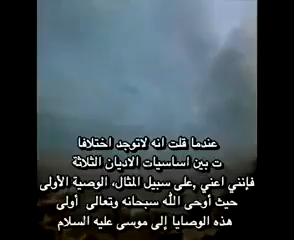 عندما قلت انه لاتوجد اختلافا
ت بين اساسيات الاديان الثلاثة
فإنني اعني ,على سبيل المثال، الوصية الأولى
حيث أوحى الله سبحانه وتعالى أولى
هذه الوصايا إلى موسى عليه السلام